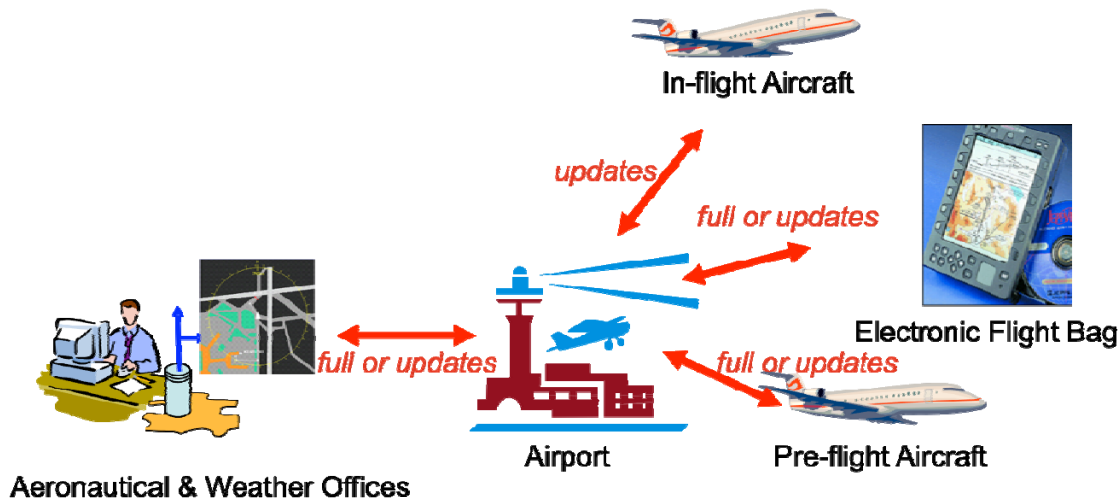 In-flight Aircraft
updates
full or updates
Electronic Flight Bag
full or updates
full or updates
Airport
Pre-flight Aircraft
Aeronautical & Weather Offices